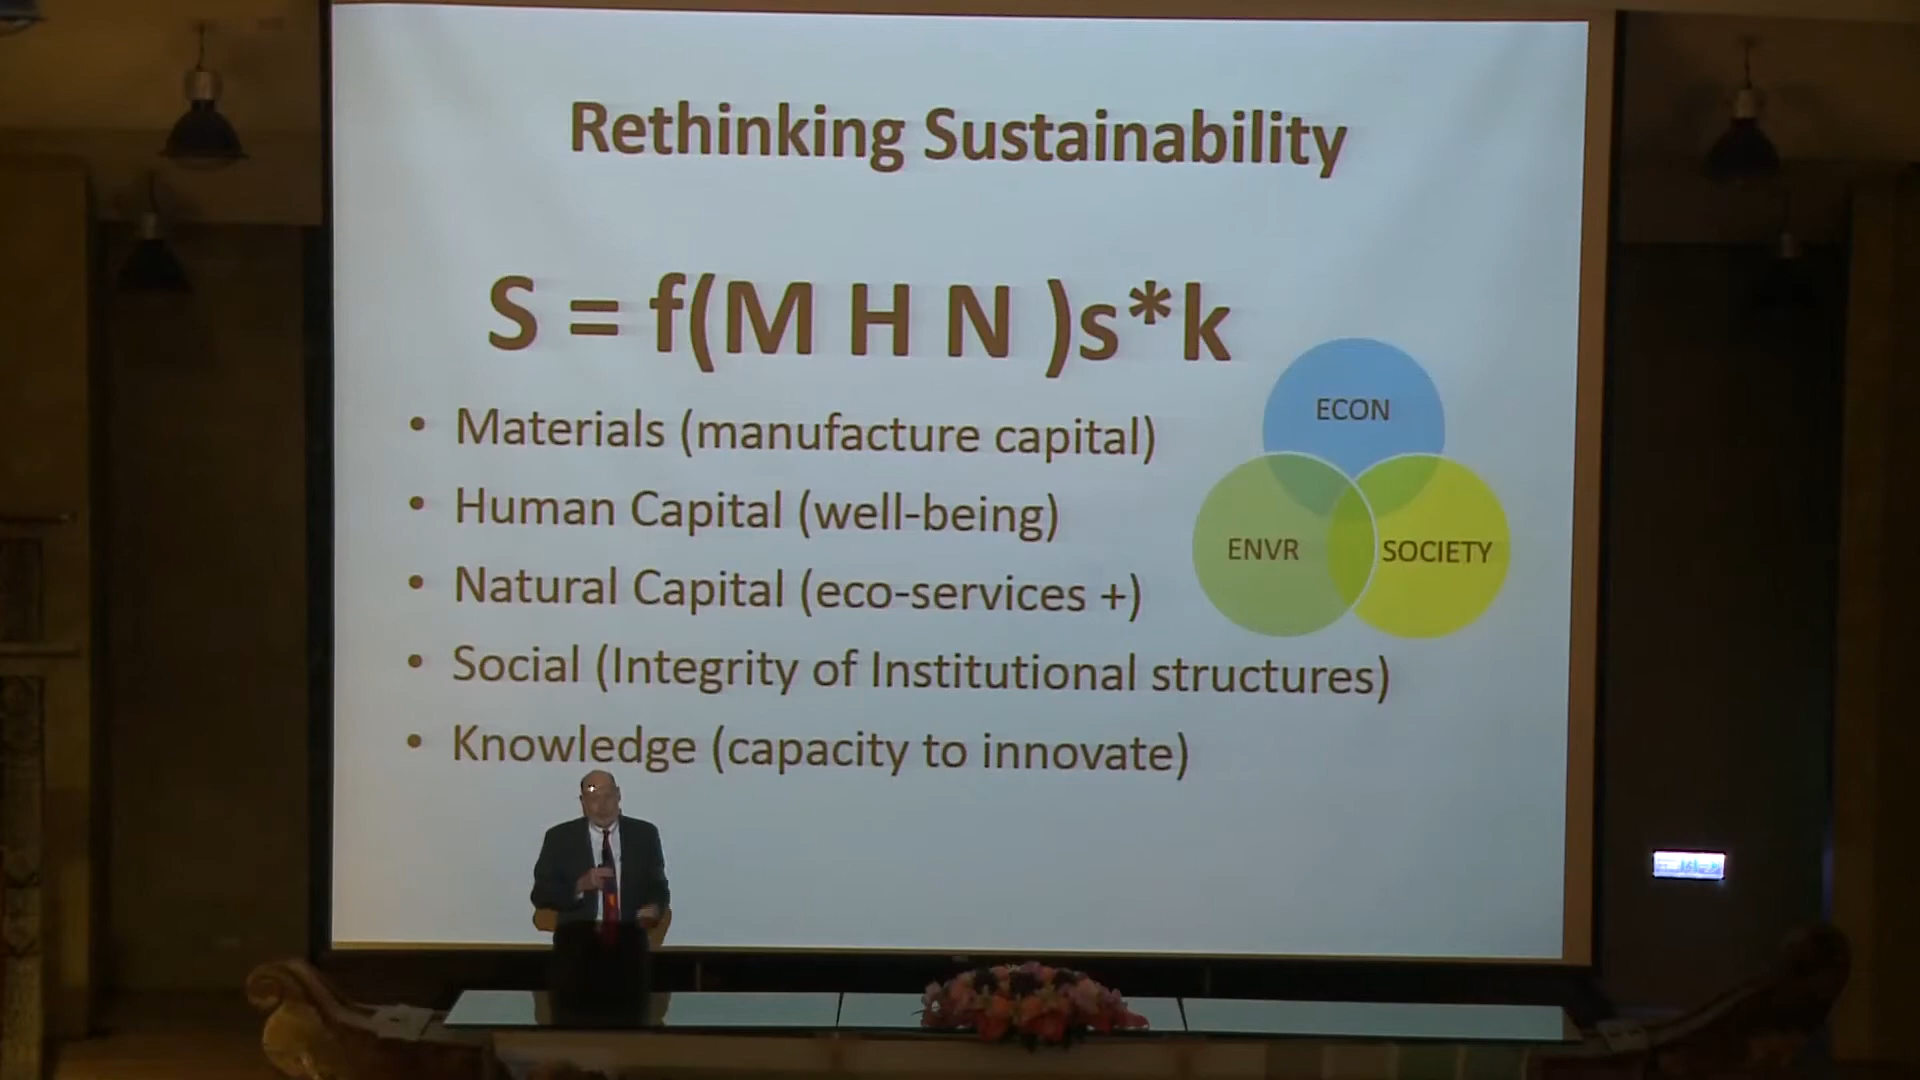 Rethinking Sustainability
S = f(M H N )s*k
• Materials (manufacture capital)
• Human Capital (well-being)
• Natural Capital (eco-services +)
• Social (Integrity of Institutional structures)
• Knowledge (capacity to innovate)
ECON
ENVR
SOCIETY